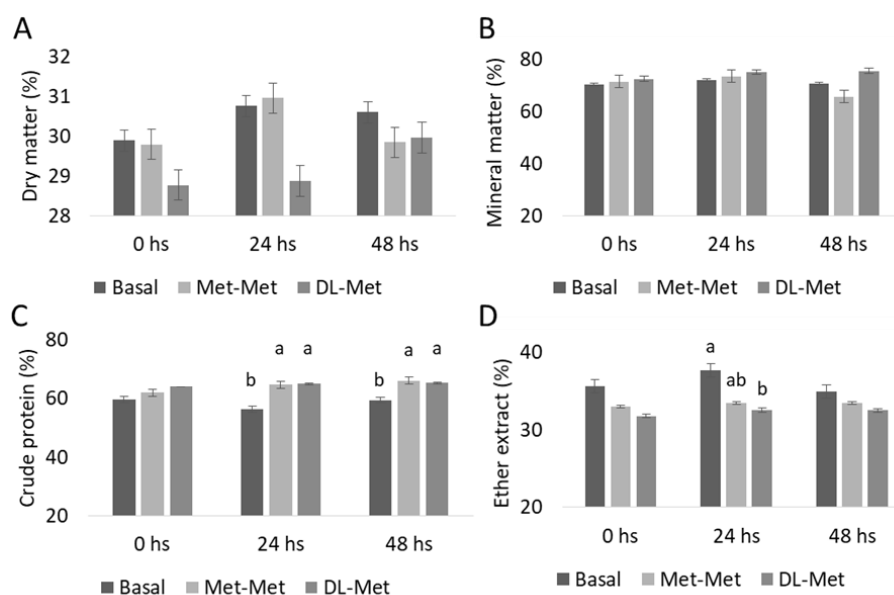 A
Dry matter (%)
32
31
30
29
28
0 hs 24 hs 48 hs
Basal Met-Met DL-Met
B
Mineral matter (%)
80
60
40
20
0 hs 24 hs 48 hs
Basal Met-Met DL-Met
C
Crude protein (%)
80
60
40
20
b a a b a a
0 hs 24 hs 48 hs
Basal Met-Met DL-Met
D
Ether extract (%)
40
30
20
a ab b
0 hs 24 hs 48 hs
Basal Met-Met DL-Met